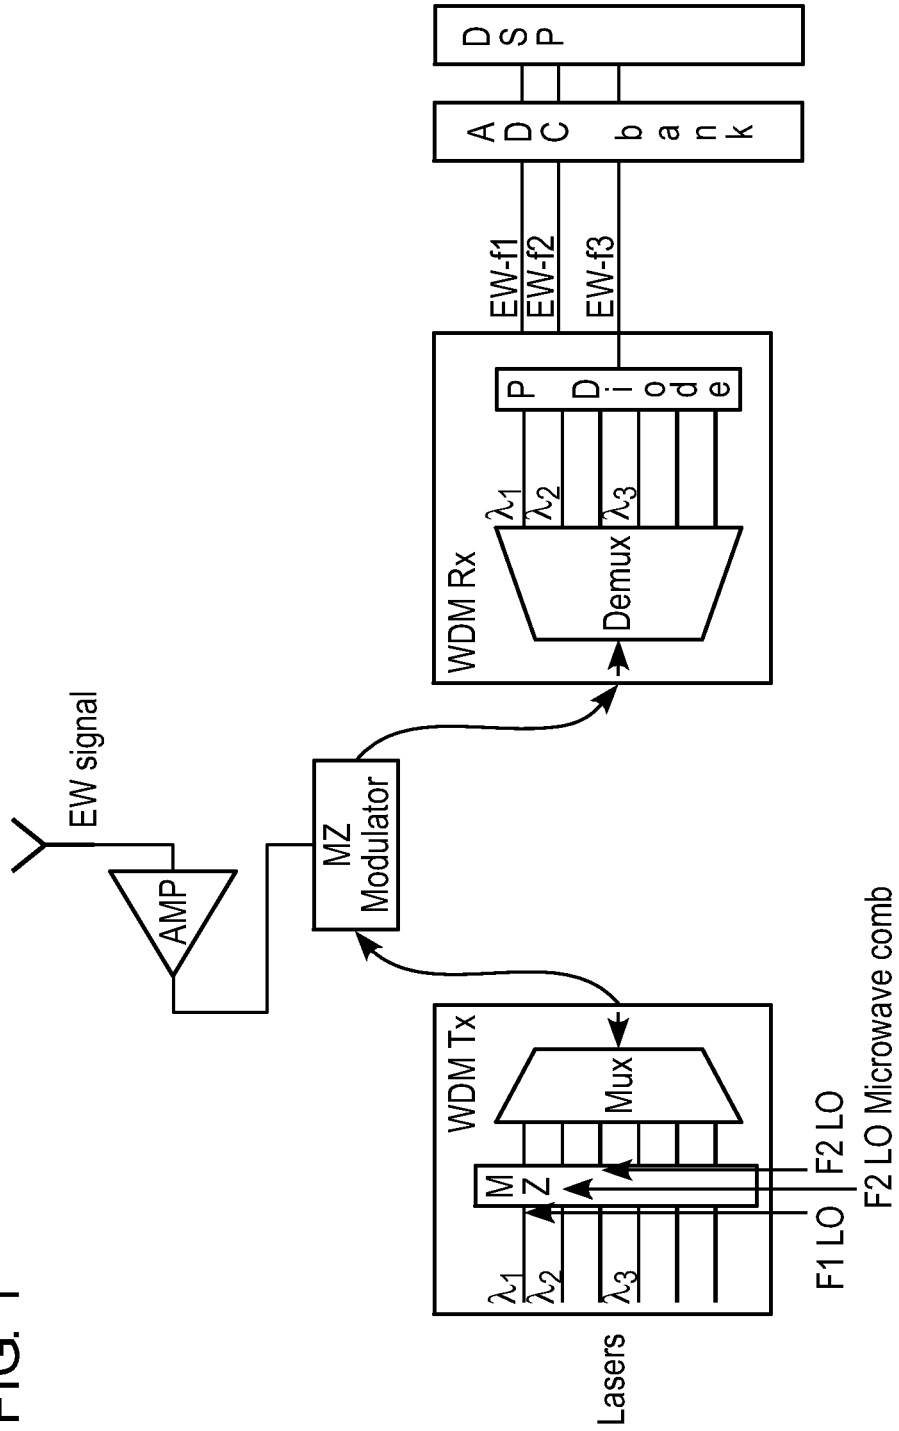 FIG. 1
EW signal
AMP
MZ
Modulator
Lasers
WDM Tx
λ1
λ2
λ3
MZ
Mux
F1 LO
F2 LO
F2 LO Microwave comb
WDM Rx
Demux
λ1
λ2
λ3
P Diode
EW-f1
EW-f2
EW-f3
ADC bank
DSP